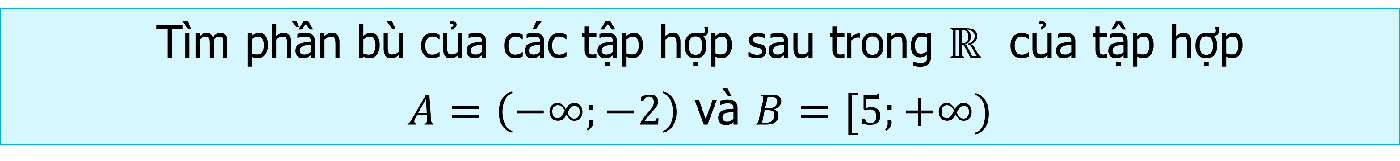 Tìm phần bù của các tập hợp sau trong ℝ của tập hợp
A = (−∞; −2) và B = [5; +∞)